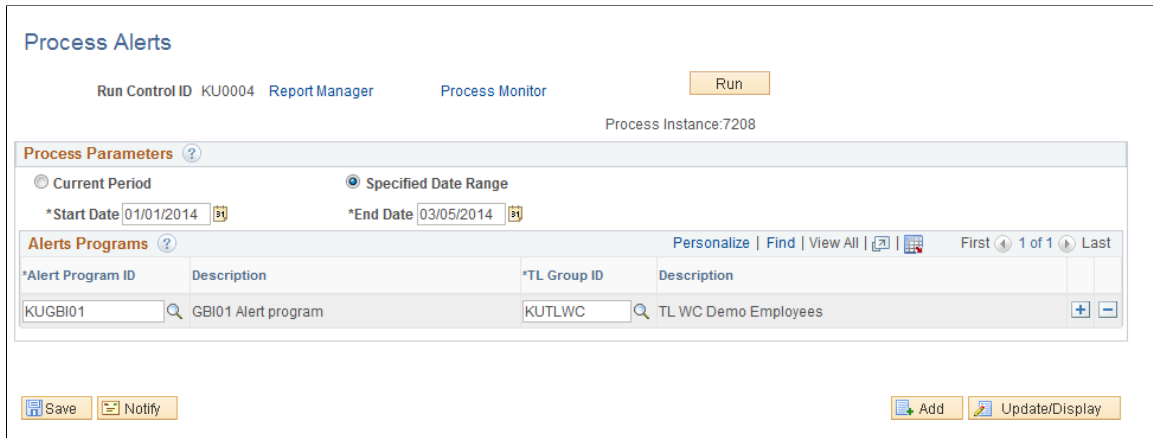 Process Alerts
Run Control ID KU0004 Report Manager Process Monitor Run
Process Instance:7208
Process Parameters ?
Current Period Specified Date Range
*Start Date 01/01/2014 31 *End Date 03/05/2014 31
Alerts Programs ? Personalize | Find | View All | | First 1 of 1 Last
*Alert Program ID Description *TL Group ID Description
KUGBI01 GBI01 Alert program KUTLWC TL WC Demo Employees + -
Save Notify Add Update/Display